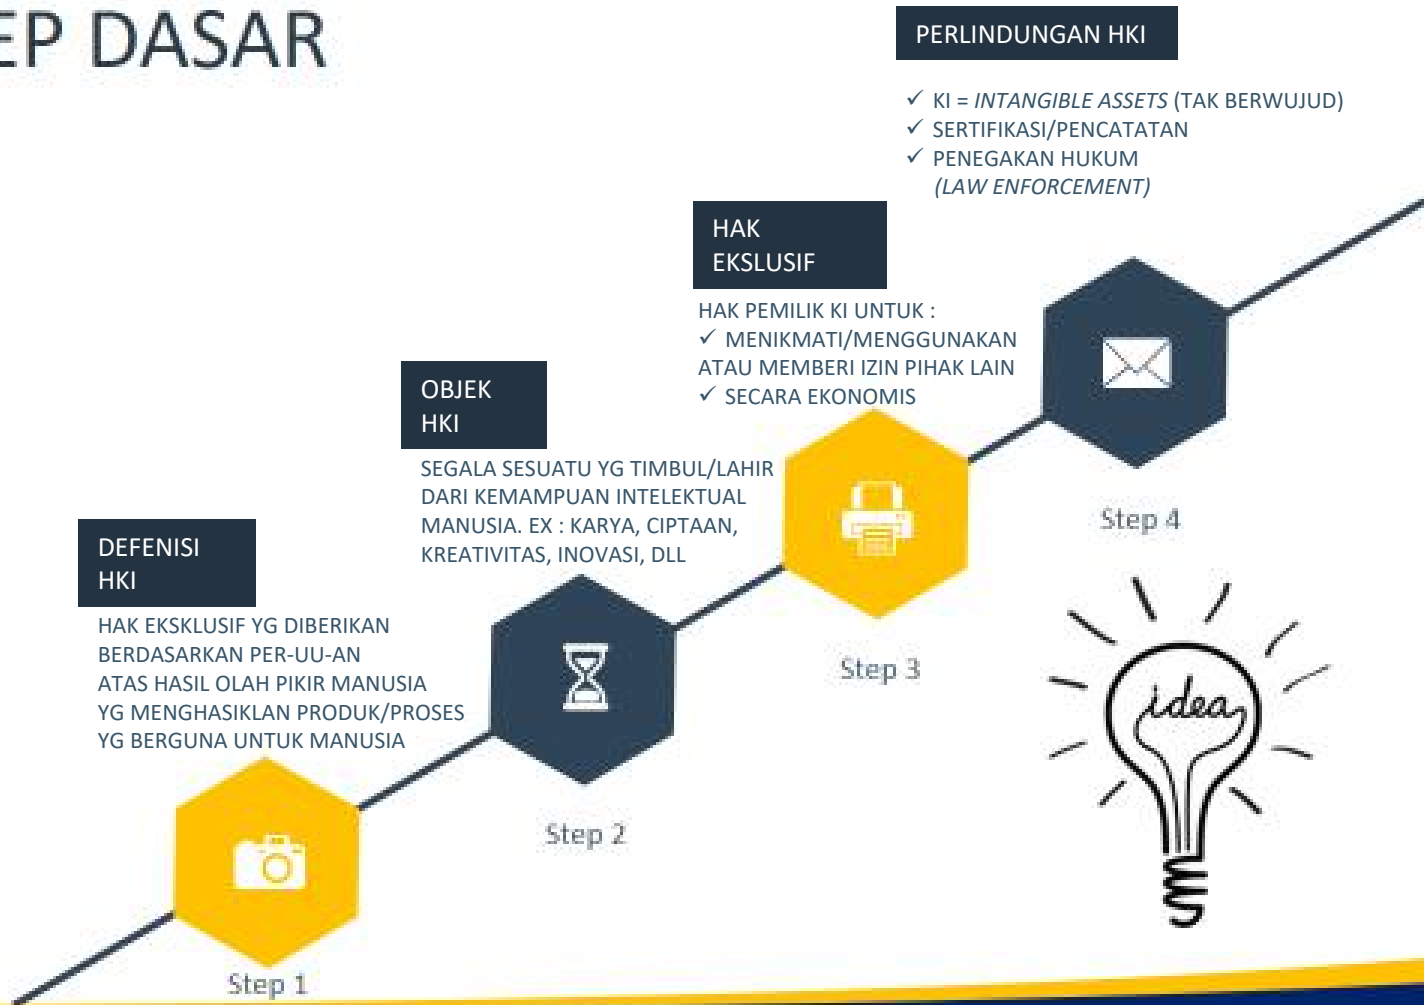 EP DASAR
PERLINDUNGAN HKI
✓ KI = INTANGIBLE ASSETS (TAK BERWUJUD)
✓ SERTIFIKASI/PENCATATAN
✓ PENEGAKAN HUKUM
(LAW ENFORCEMENT)
HAK
EKSLUSIF
HAK PEMILIK KI UNTUK :
✓ MENIKMATI/MENGGUNAKAN
ATAU MEMBERI IZIN PIHAK LAIN
✓ SECARA EKONOMIS
OBJEK
HKI
SEGALA SESUATU YG TIMBUL/LAHIR
DARI KEMAMPUAN INTELEKTUAL
MANUSIA. EX : KARYA, CIPTAAN,
KREATIVITAS, INOVASI, DLL
DEFENISI
HKI
HAK EKSKLUSIF YG DIBERIKAN
BERDASARKAN PER-UU-AN
ATAS HASIL OLAH PIKIR MANUSIA
YG MENGHASIKLAN PRODUK/PROSES
YG BERGUNA UNTUK MANUSIA
Step 1
Step 2
Step 3
Step 4
idea